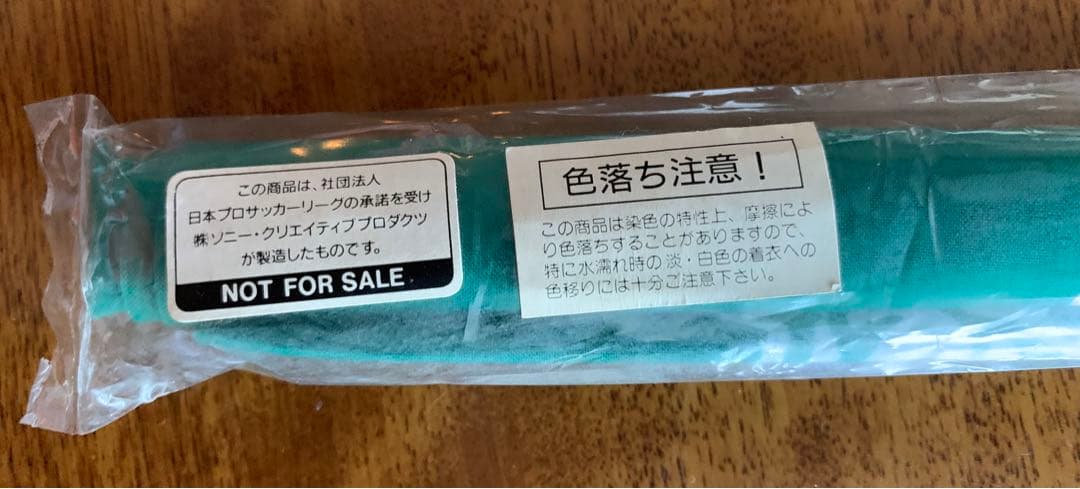 この商品は、社団法人
日本プロサッカーリーグの承諾を受け
㈱ソニー・クリエイティブプロダクツ
が製造したものです。
NOT FOR SALE
色落ち注意！
この商品は染色の特性上、摩擦によ
り色落ちすることがありますので、
特に水濡れ時の淡・白色の着衣への
色移りには十分ご注意下さい。